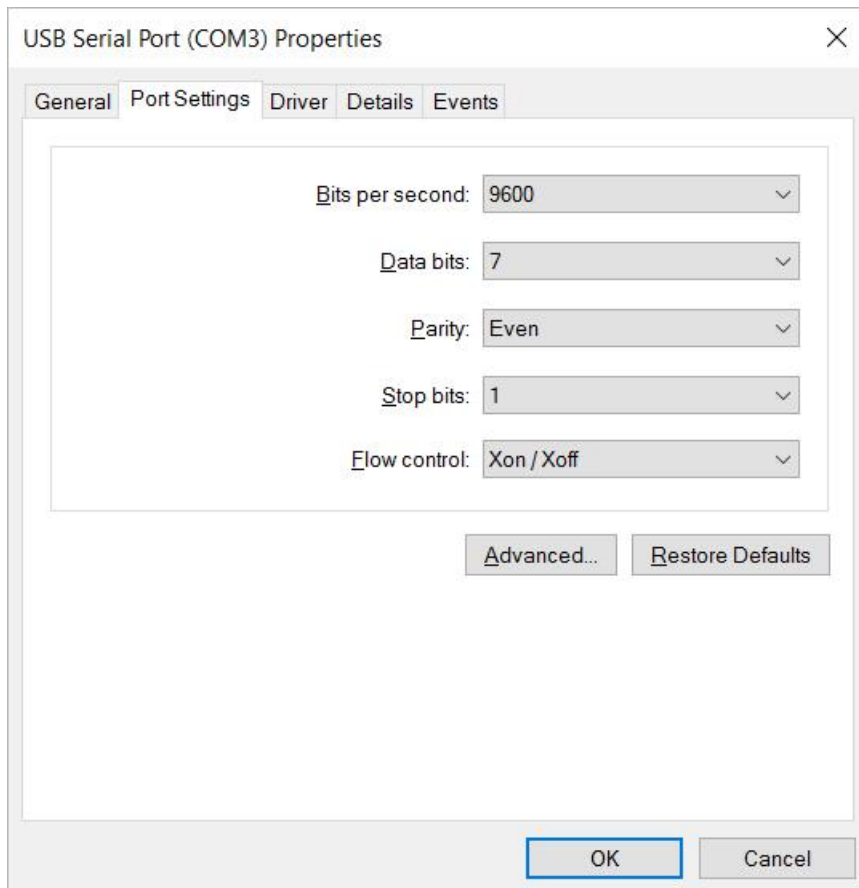 USB Serial Port (COM3) Properties
General Port Settings Driver Details Events
Bits per second: 9600
Data bits: 7
Parity: Even
Stop bits: 1
Flow control: Xon / Xoff
Advanced... Restore Defaults
OK Cancel